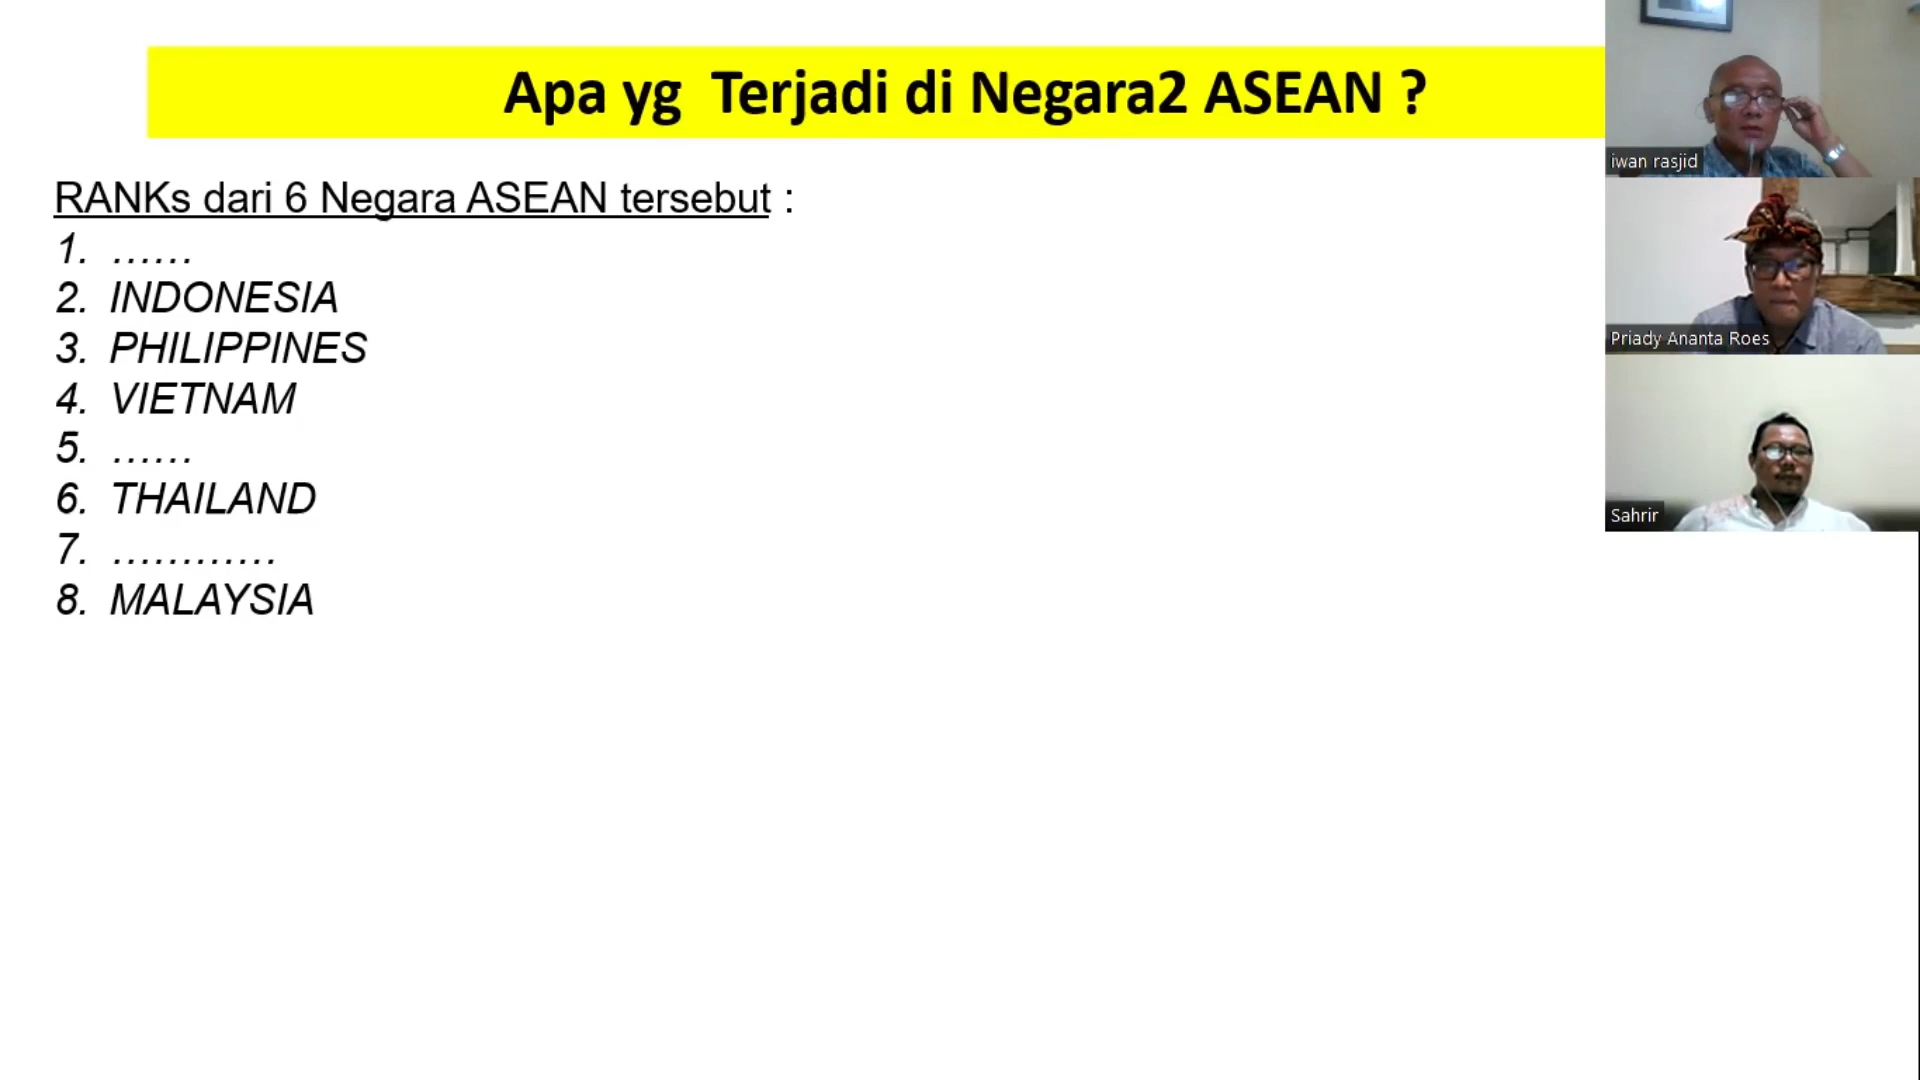 Apa yg Terjadi di Negara2 ASEAN ?
RANKs dari 6 Negara ASEAN tersebut :
1. ......
2. INDONESIA
3. PHILIPPINES
4. VIETNAM
5. ......
6. THAILAND
7. ............
8. MALAYSIA
iwan rasjid
Priady Ananta Roes
Sahrir